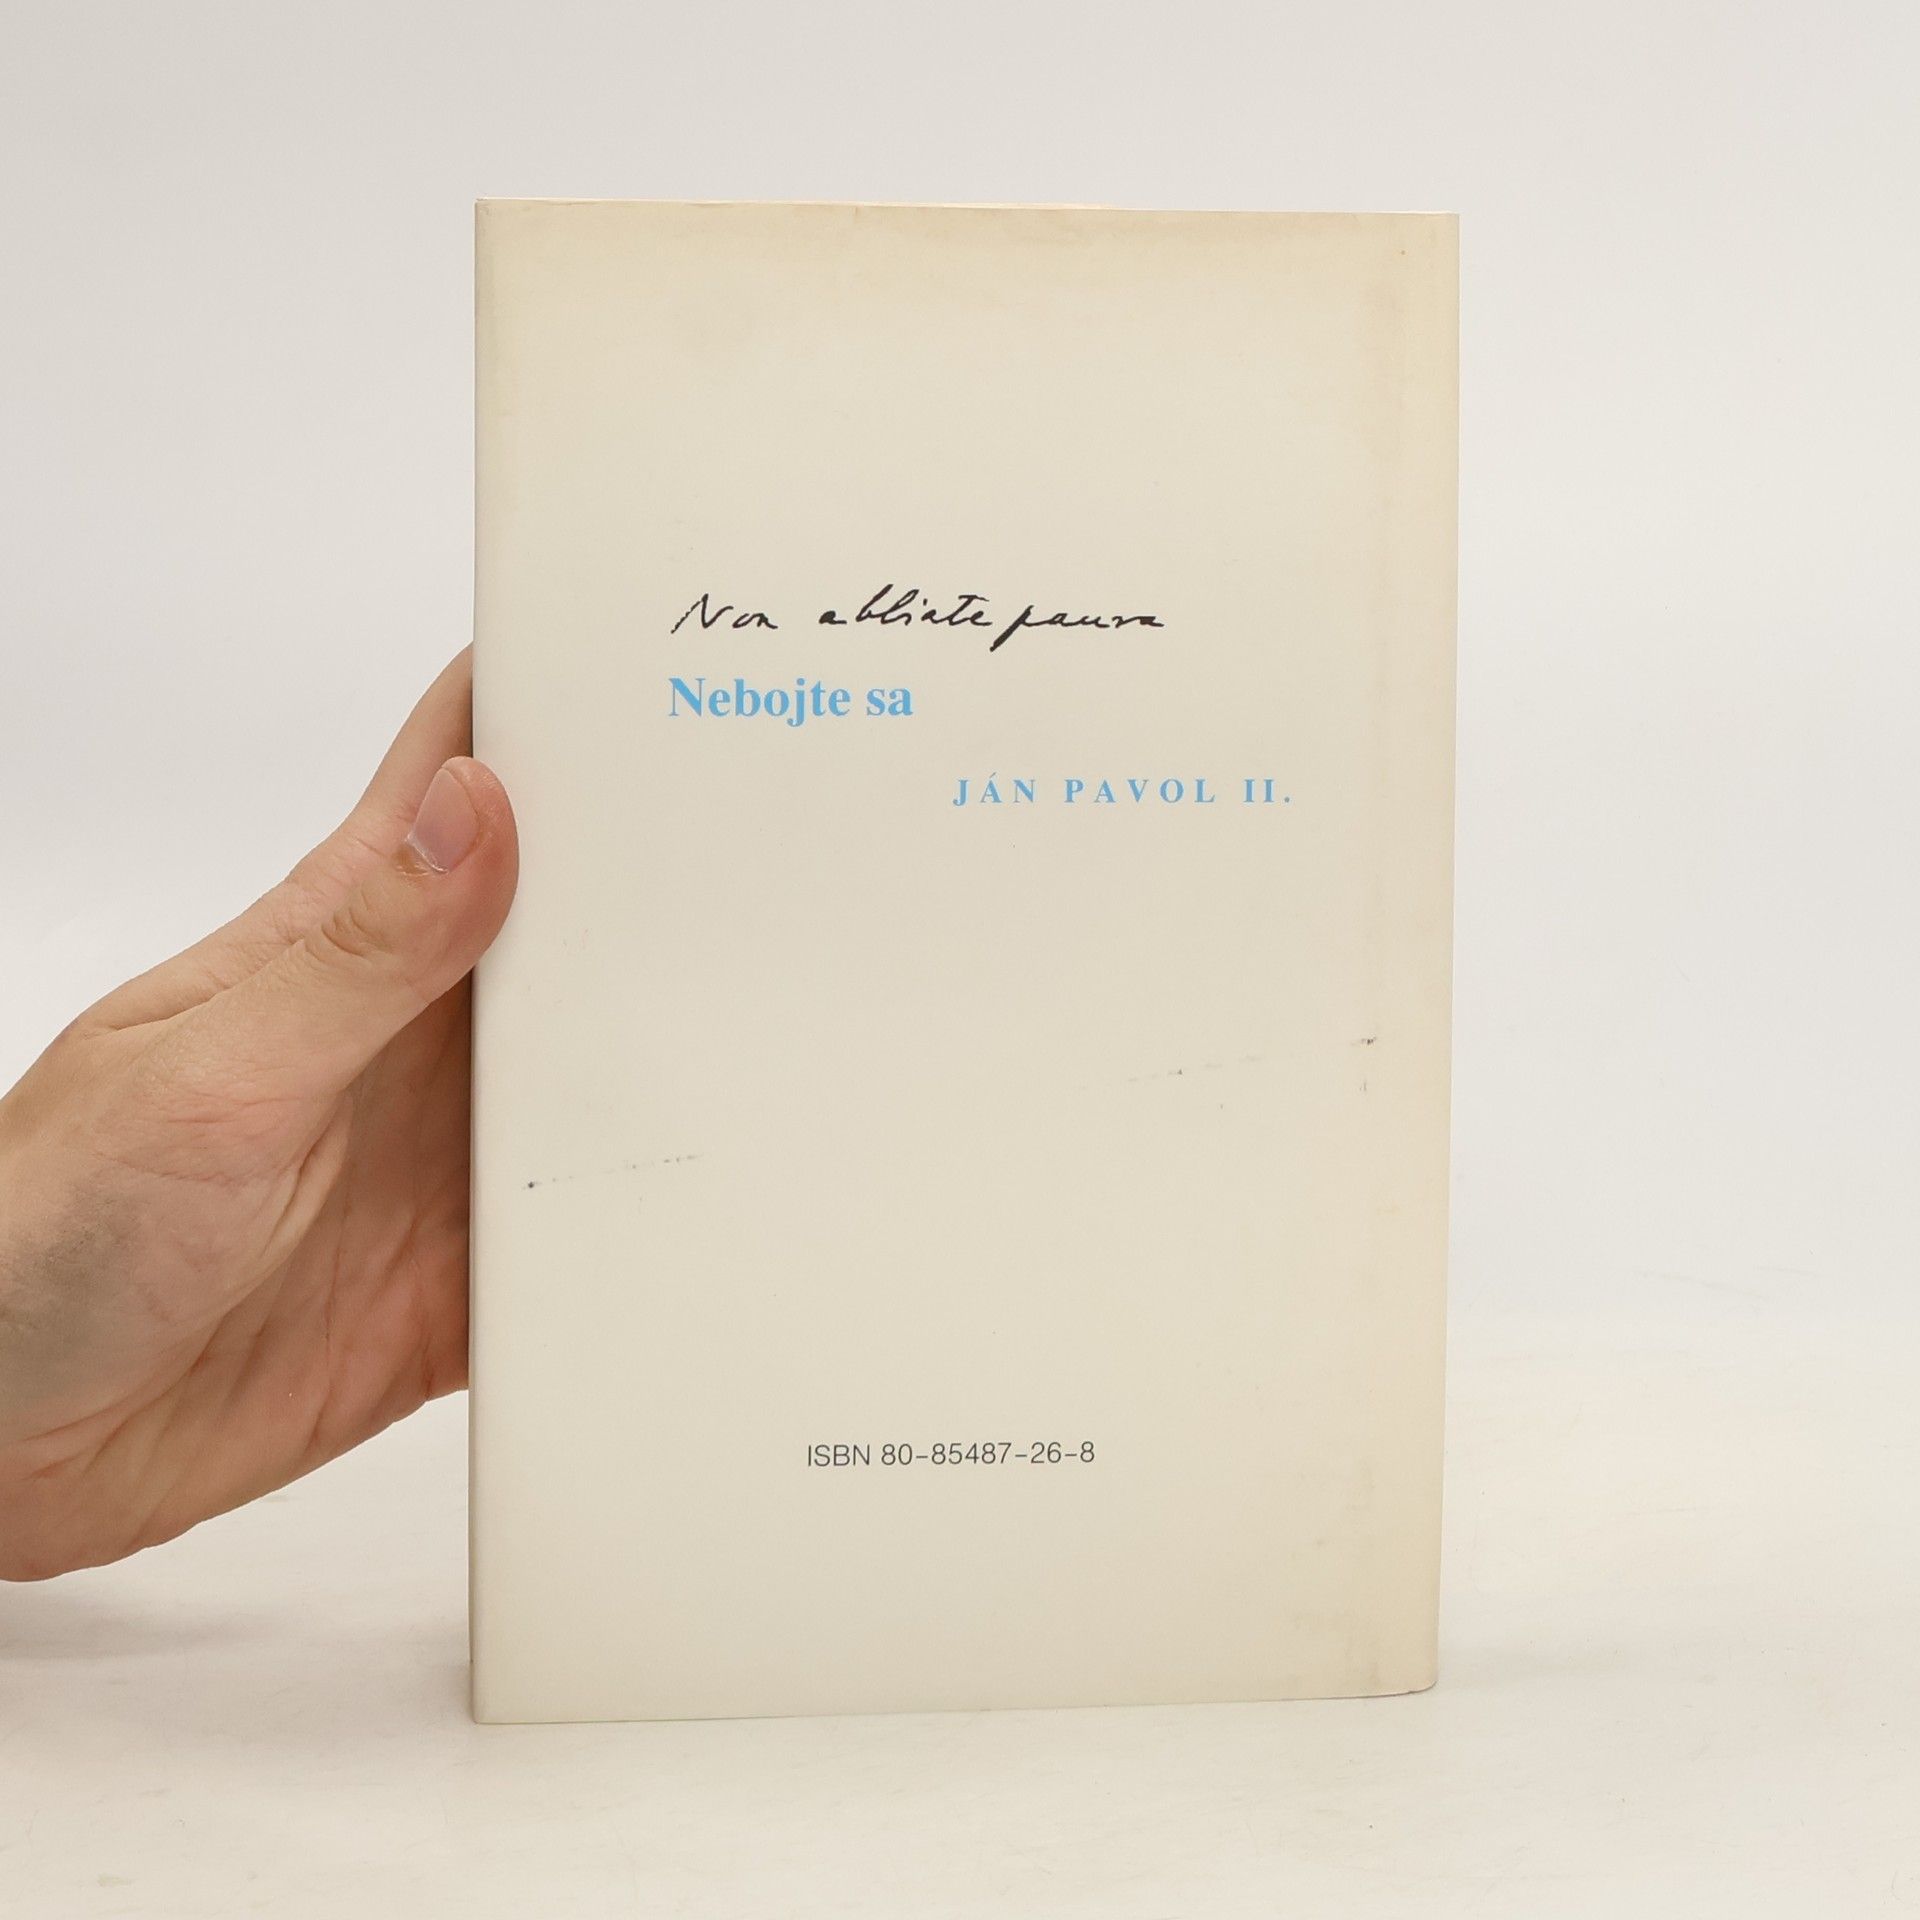 Non abbiate paura
Nebojte sa
JÁN PAVOL II.
ISBN 80-85487-26-8